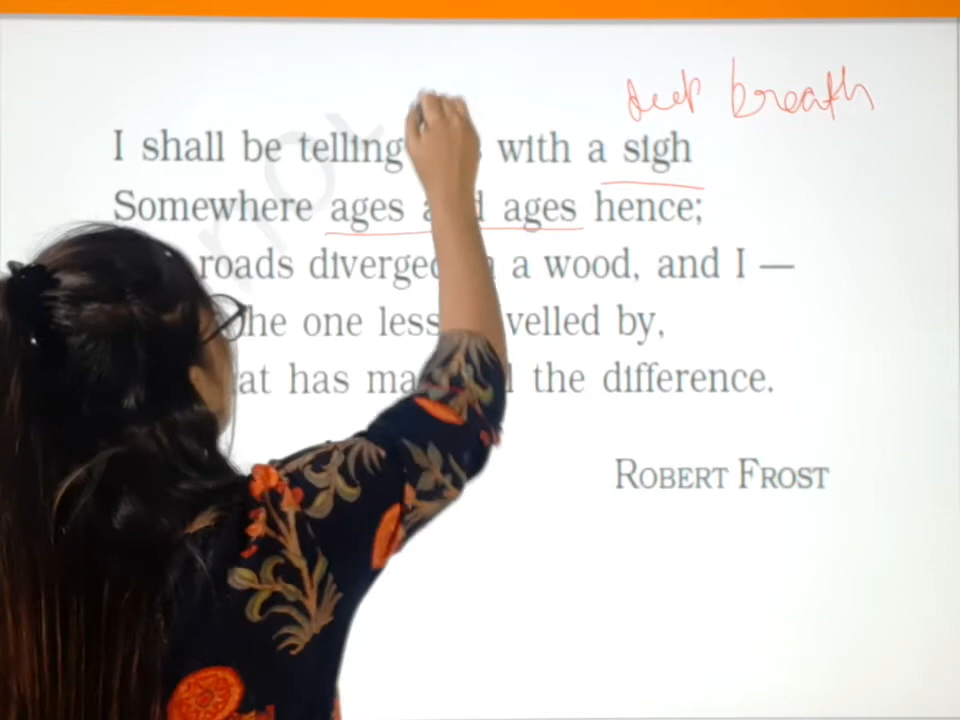 deep breath
I shall be telling with a sigh
Somewhere ages ages hence;
roads diverged a wood, and I —
the one less velled by,
at has ma the difference.
ROBERT FROST